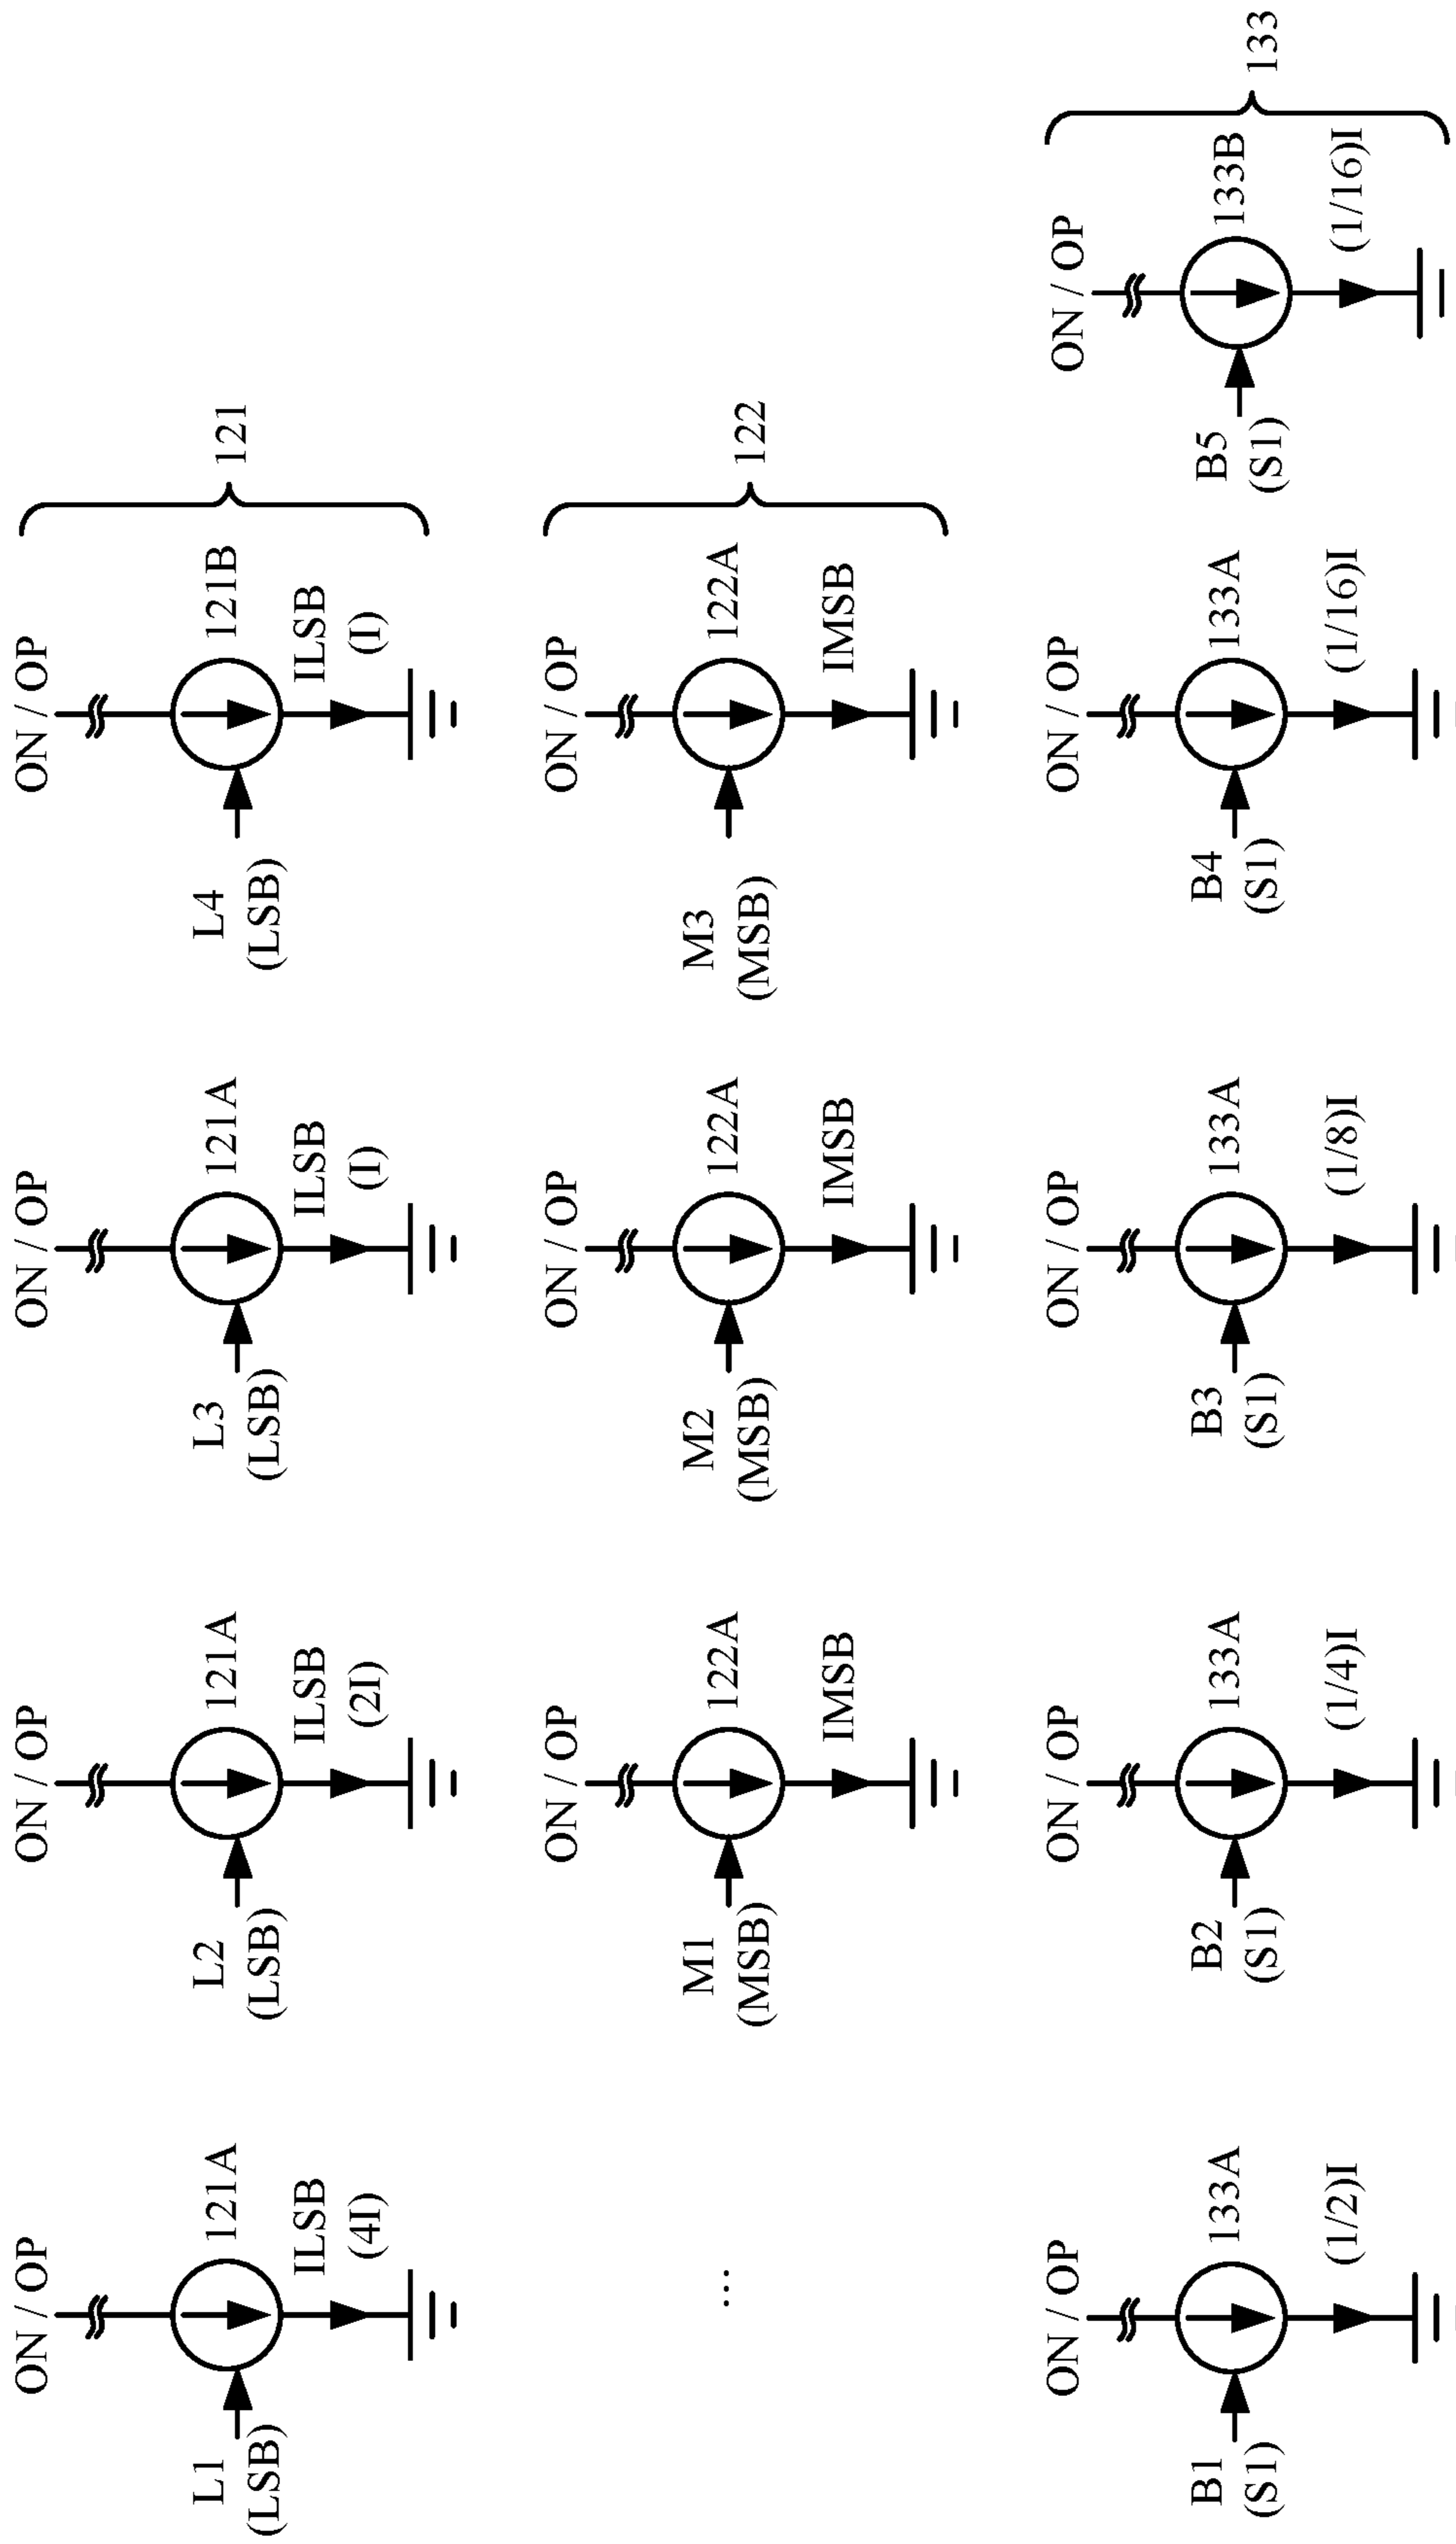 ON / OP
L1
(LSB)
121A
ILSB
(4I)
ON / OP
L2
(LSB)
121A
ILSB
(2I)
ON / OP
L3
(LSB)
121A
ILSB
(I)
ON / OP
L4
(LSB)
121B
ILSB
(I)
121
...
ON / OP
M1
(MSB)
122A
IMSB
ON / OP
M2
(MSB)
122A
IMSB
ON / OP
M3
(MSB)
122A
IMSB
122
ON / OP
B1
(S1)
133A
(1/2)I
ON / OP
B2
(S1)
133A
(1/4)I
ON / OP
B3
(S1)
133A
(1/8)I
ON / OP
B4
(S1)
133A
(1/16)I
ON / OP
B5
(S1)
133B
(1/16)I
133